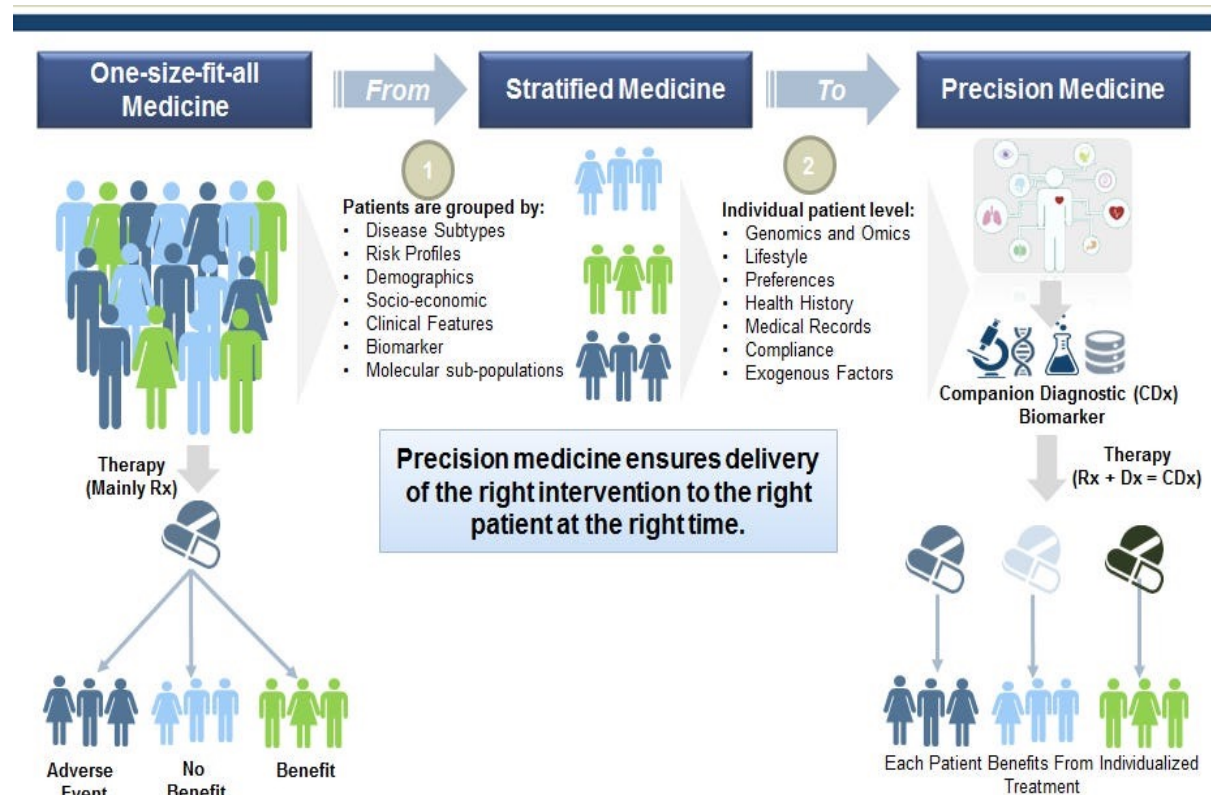 One-size-fit-all
Medicine
From
Stratified Medicine
To
Precision Medicine
1
Patients are grouped by:
• Disease Subtypes
• Risk Profiles
• Demographics
• Socio-economic
• Clinical Features
• Biomarker
• Molecular sub-populations
2
Individual patient level:
• Genomics and Omics
• Lifestyle
• Preferences
• Health History
• Medical Records
• Compliance
• Exogenous Factors
Companion Diagnostic (CDx)
Biomarker
Therapy
(Mainly Rx)
Precision medicine ensures delivery
of the right intervention to the right
patient at the right time.
Therapy
(Rx + Dx = CDx)
Adverse
Event
No
Benefit
Benefit
Each Patient Benefits From Individualized
Treatment